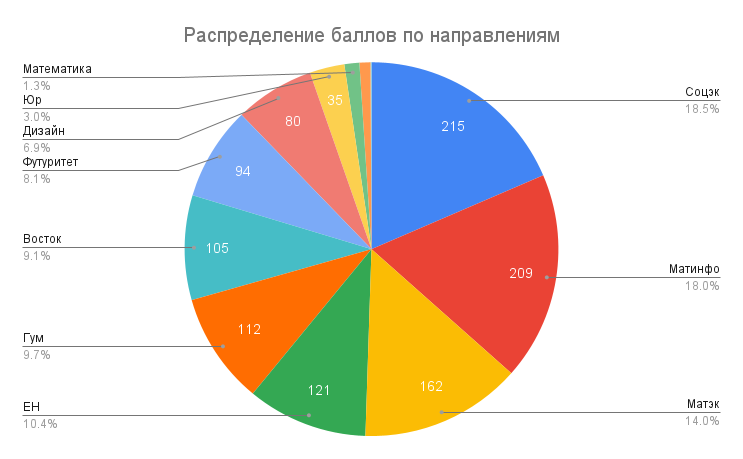 Распределение баллов по направлениям
Математика
1.3%
Юр
3.0%
Дизайн
6.9%
Футуритет
8.1%
Восток
9.1%
Гум
9.7%
ЕН
10.4%
Соцэк
18.5%
Матинфо
18.0%
Матэк
14.0%
215
209
162
121
112
105
94
80
35